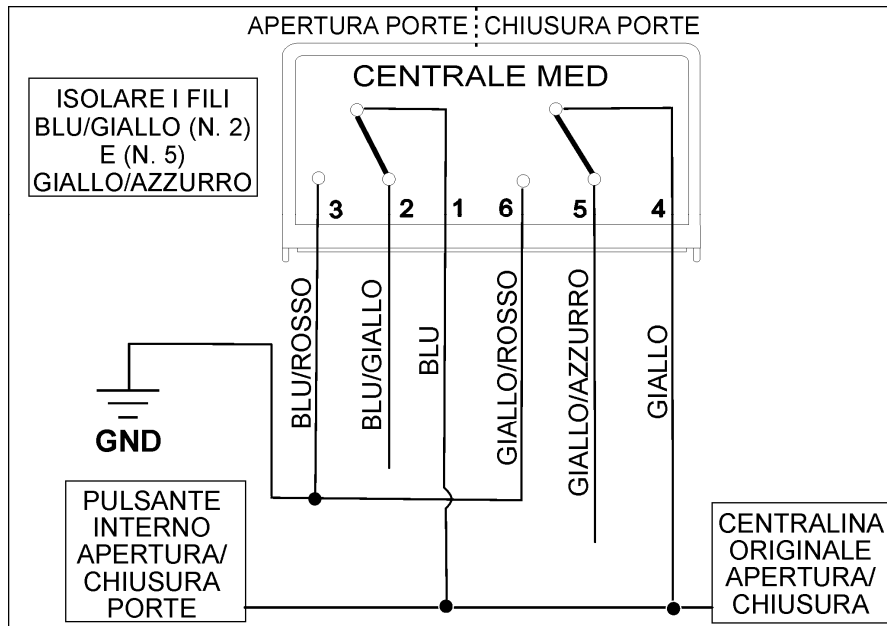 APERTURA PORTE CHIUSURA PORTE
CENTRALE MED
ISOLARE I FILI
BLU/GIALLO (N. 2)
E (N. 5)
GIALLO/AZZURRO
3 2 1 6 5 4
BLU/ROSSO
BLU/GIALLO
BLU
GIALLO/ROSSO
GIALLO/AZZURRO
GIALLO
GND
PULSANTE
INTERNO
APERTURA/
CHIUSURA
PORTE
CENTRALINA
ORIGINALE
APERTURA/
CHIUSURA